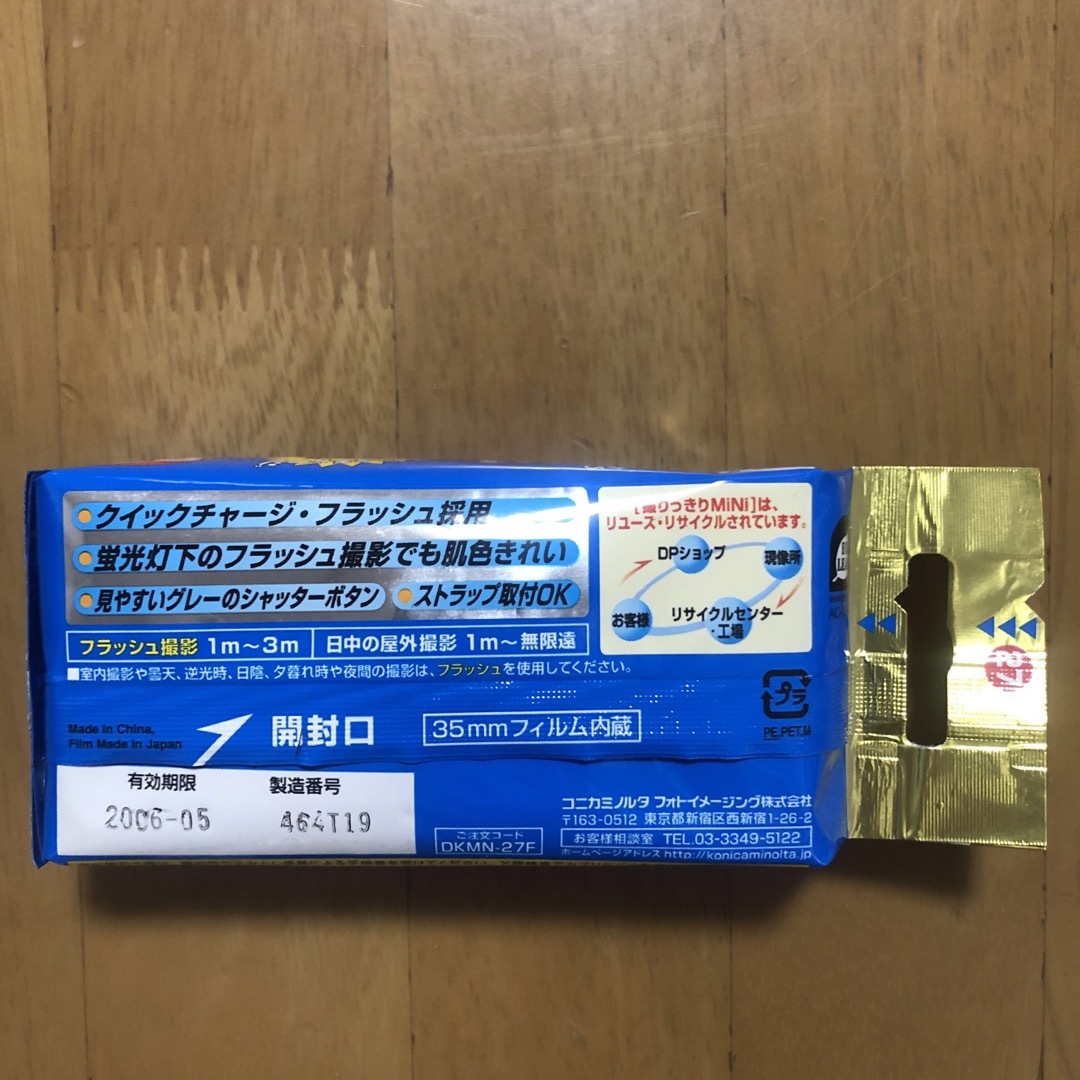 クイックチャージ・フラッシュ採用
蛍光灯下のフラッシュ撮影でも肌色きれい
見やすいグレーのシャッターボタン
ストラップ取付OK
フラッシュ撮影 1m〜3m
日中の屋外撮影 1m〜無限遠
■室内撮影や曇天、逆光時、日陰、夕暮れ時や夜間の撮影は、フラッシュを使用してください。
[撮りっきりMiNi]は、
リユース・リサイクルされています。
DPショップ
現像所
お客様
リサイクルセンター
・工場
プラ
PE,PET,M
Made in China,
Film Made in Japan
開封口
35mmフィルム内蔵
有効期限
2006-05
製造番号
464T19
ご注文コード
DKMN-27F
コニカミノルタ フォトイメージング株式会社
〒163-0512 東京都新宿区西新宿1-26-2
お客様相談室 TEL.03-3349-5122
ホームページアドレス http://konicaminolta.jp